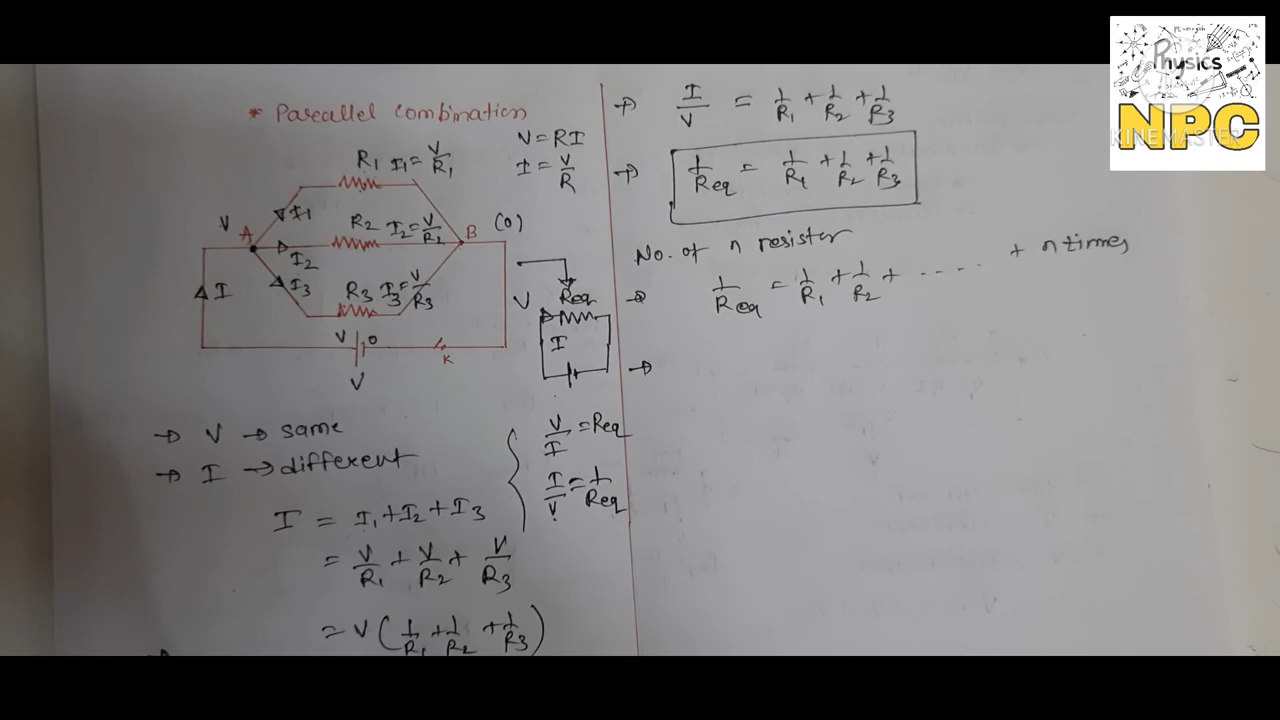 * Parallel combination
V = RI
I = V/R
R1 I1 = V/R1
V
I1
R2 I2 = V/R2
A
B (0)
I2
I3
R3 I3 = V/R3
I
V 0
K
V
Req
V
I
→ V → same
→ I → different
I = I1 + I2 + I3
= V/R1 + V/R2 + V/R3
= V (1/R1 + 1/R2 + 1/R3)
V/I = Req
I/V = 1/Req
→ I/V = 1/R1 + 1/R2 + 1/R3
→ 1/Req = 1/R1 + 1/R2 + 1/R3
No. of n resister
→ 1/Req = 1/R1 + 1/R2 + ..... + n times
→
Physics
NPC
KINEMASTER